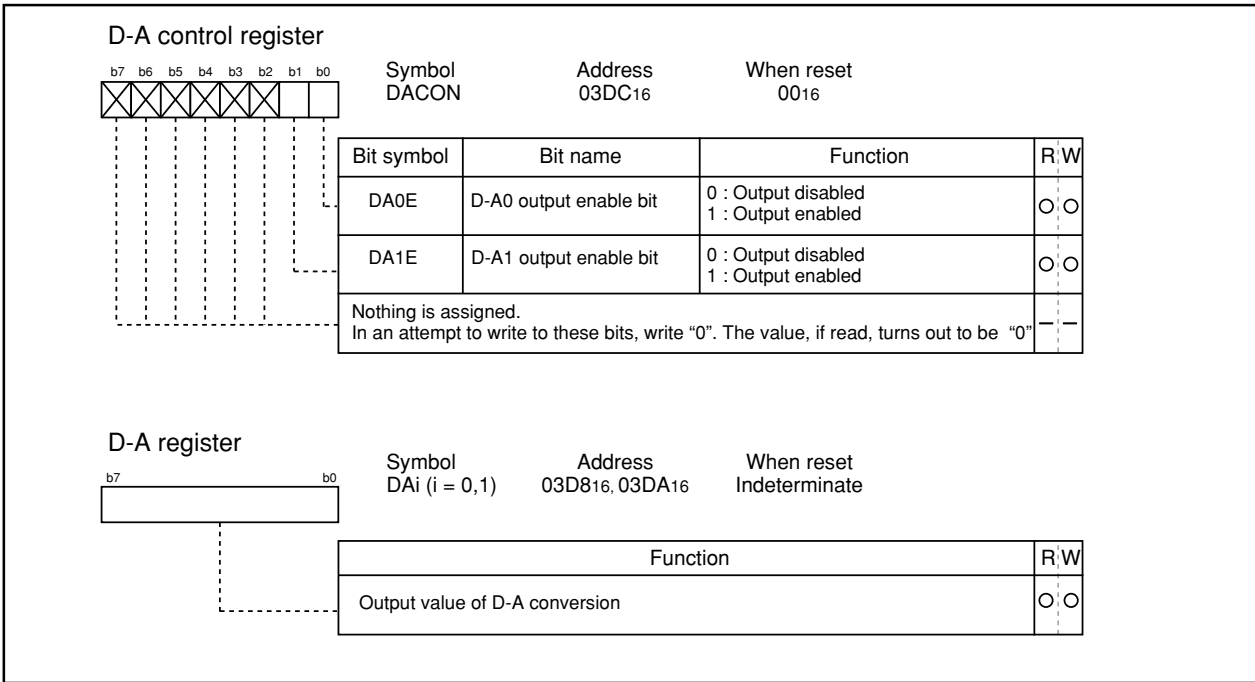 D-A control register
b7 b6 b5 b4 b3 b2 b1 b0
Symbol Address When reset
DACON 03DC16 0016
Bit symbol Bit name Function R W
DA0E D-A0 output enable bit 0 : Output disabled
1 : Output enabled
DA1E D-A1 output enable bit 0 : Output disabled
1 : Output enabled
Nothing is assigned.
In an attempt to write to these bits, write “0”. The value, if read, turns out to be “0”
D-A register
b7 b0
Symbol Address When reset
DAi (i = 0,1) 03D816, 03DA16 Indeterminate
Function R W
Output value of D-A conversion